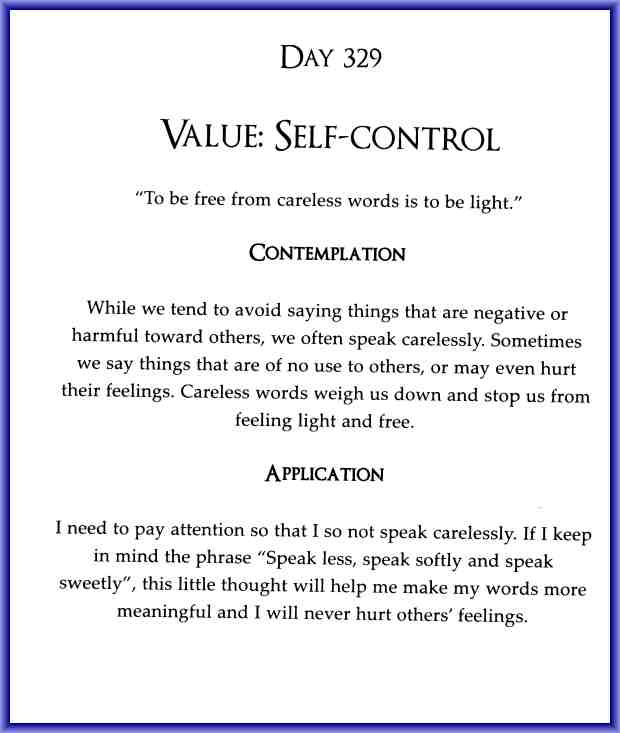 DAY 329
VALUE: SELF-CONTROL
“To be free from careless words is to be light.”
CONTEMPLATION
While we tend to avoid saying things that are negative or
harmful toward others, we often speak carelessly. Sometimes
we say things that are of no use to others, or may even hurt
their feelings. Careless words weigh us down and stop us from
feeling light and free.
APPLICATION
I need to pay attention so that I so not speak carelessly. If I keep
in mind the phrase “Speak less, speak softly and speak
sweetly”, this little thought will help me make my words more
meaningful and I will never hurt others’ feelings.